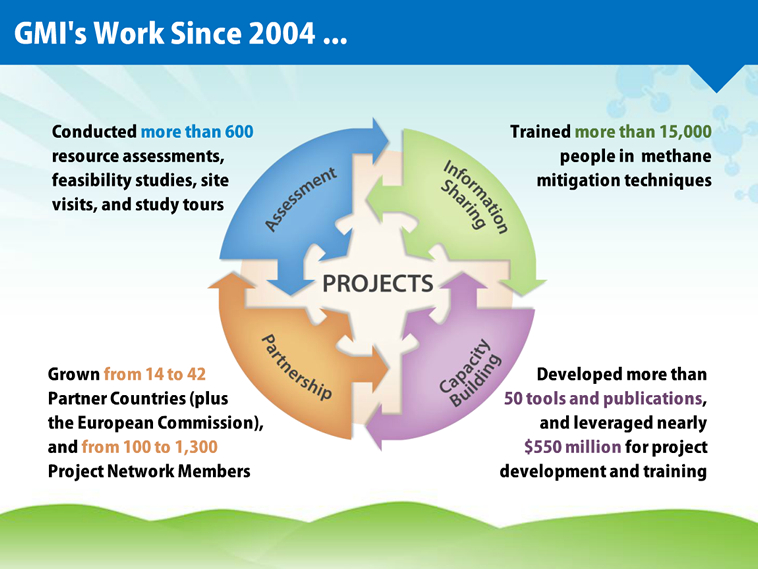 GMI's Work Since 2004 ...
Conducted more than 600
resource assessments,
feasibility studies, site
visits, and study tours
Trained more than 15,000
people in methane
mitigation techniques
Assessment
Information
Sharing
PROJECTS
Partnership
Capacity
Building
Grown from 14 to 42
Partner Countries (plus
the European Commission),
and from 100 to 1,300
Project Network Members
Developed more than
50 tools and publications,
and leveraged nearly
$550 million for project
development and training